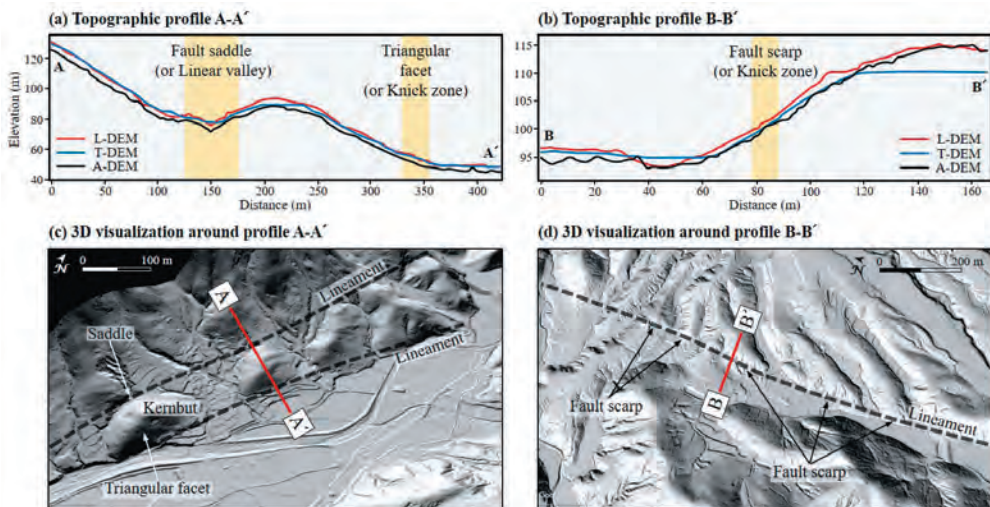 (a) Topographic profile A-A´
Elevation (m)
120
100
80
60
40
A
Fault saddle
(or Linear valley)
Triangular
facet
(or Knick zone)
L-DEM
T-DEM
A-DEM
A´
0
50
100
150
200
250
300
350
400
Distance (m)
(b) Topographic profile B-B´
115
110
105
100
95
Fault scarp
(or Knick zone)
B
B´
L-DEM
T-DEM
A-DEM
0
20
40
60
80
100
120
140
160
Distance (m)
(c) 3D visualization around profile A-A´
N
0
100 m
A
Lineament
Saddle
Lineament
Kernbut
A´
Triangular facet
(d) 3D visualization around profile B-B´
N
0
200 m
B´
B
Fault scarp
Lineament
Fault scarp